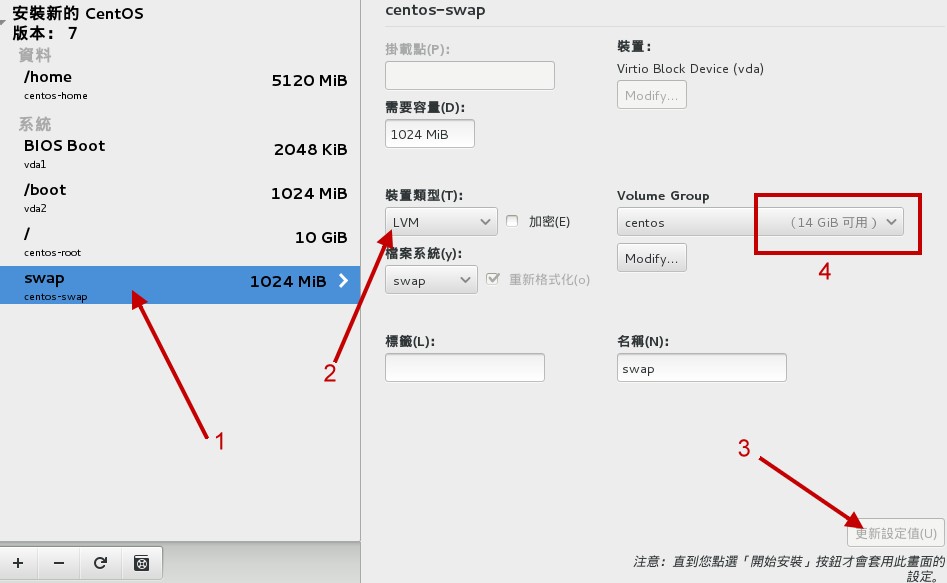 安裝新的 CentOS
版本： 7
資料
/home
5120 MiB
centos-home
系統
BIOS Boot
2048 KiB
vda1
/boot
1024 MiB
vda2
/
10 GiB
centos-root
swap
1024 MiB
centos-swap
1
centos-swap
掛載點(P):
裝置：
Virtio Block Device (vda)
Modify...
需要容量(D):
1024 MiB
裝置類型(T):
LVM
加密(E)
Volume Group
centos
（14 GiB 可用）
4
Modify...
檔案系統(y):
swap
重新格式化(o)
2
標籤(L):
名稱(N):
swap
3
更新設定值(U)
注意：直到您點選「開始安裝」按鈕才會套用此畫面的
設定。